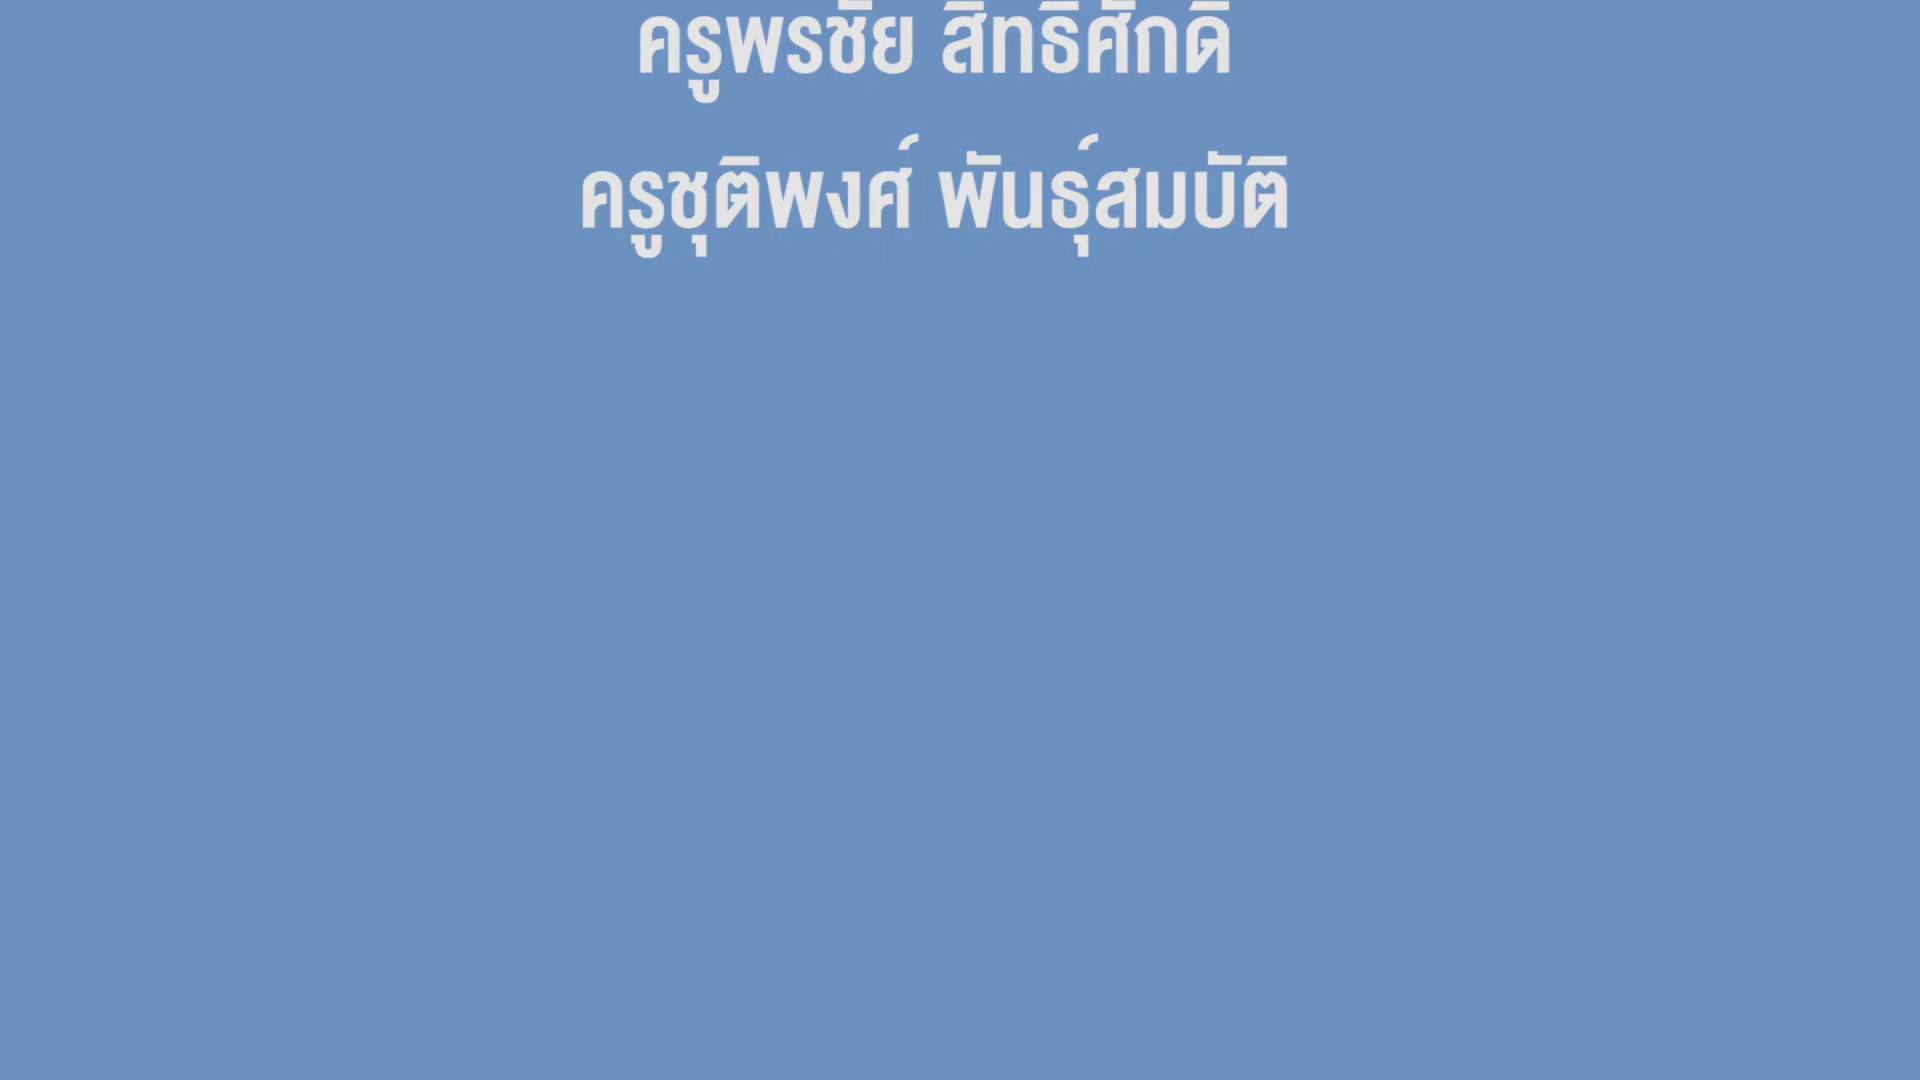 ครูพรชัย สิทธิศักดิ์
ครูชุติพงศ์ พันธุ์สมบัติ